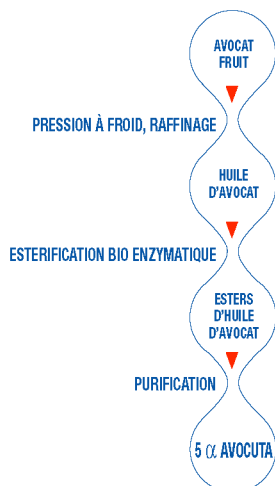 AVOCAT
FRUIT
PRESSION À FROID, RAFFINAGE
HUILE
D'AVOCAT
ESTERIFICATION BIO ENZYMATIQUE
ESTERS
D'HUILE
D'AVOCAT
PURIFICATION
5 α AVOCUTA